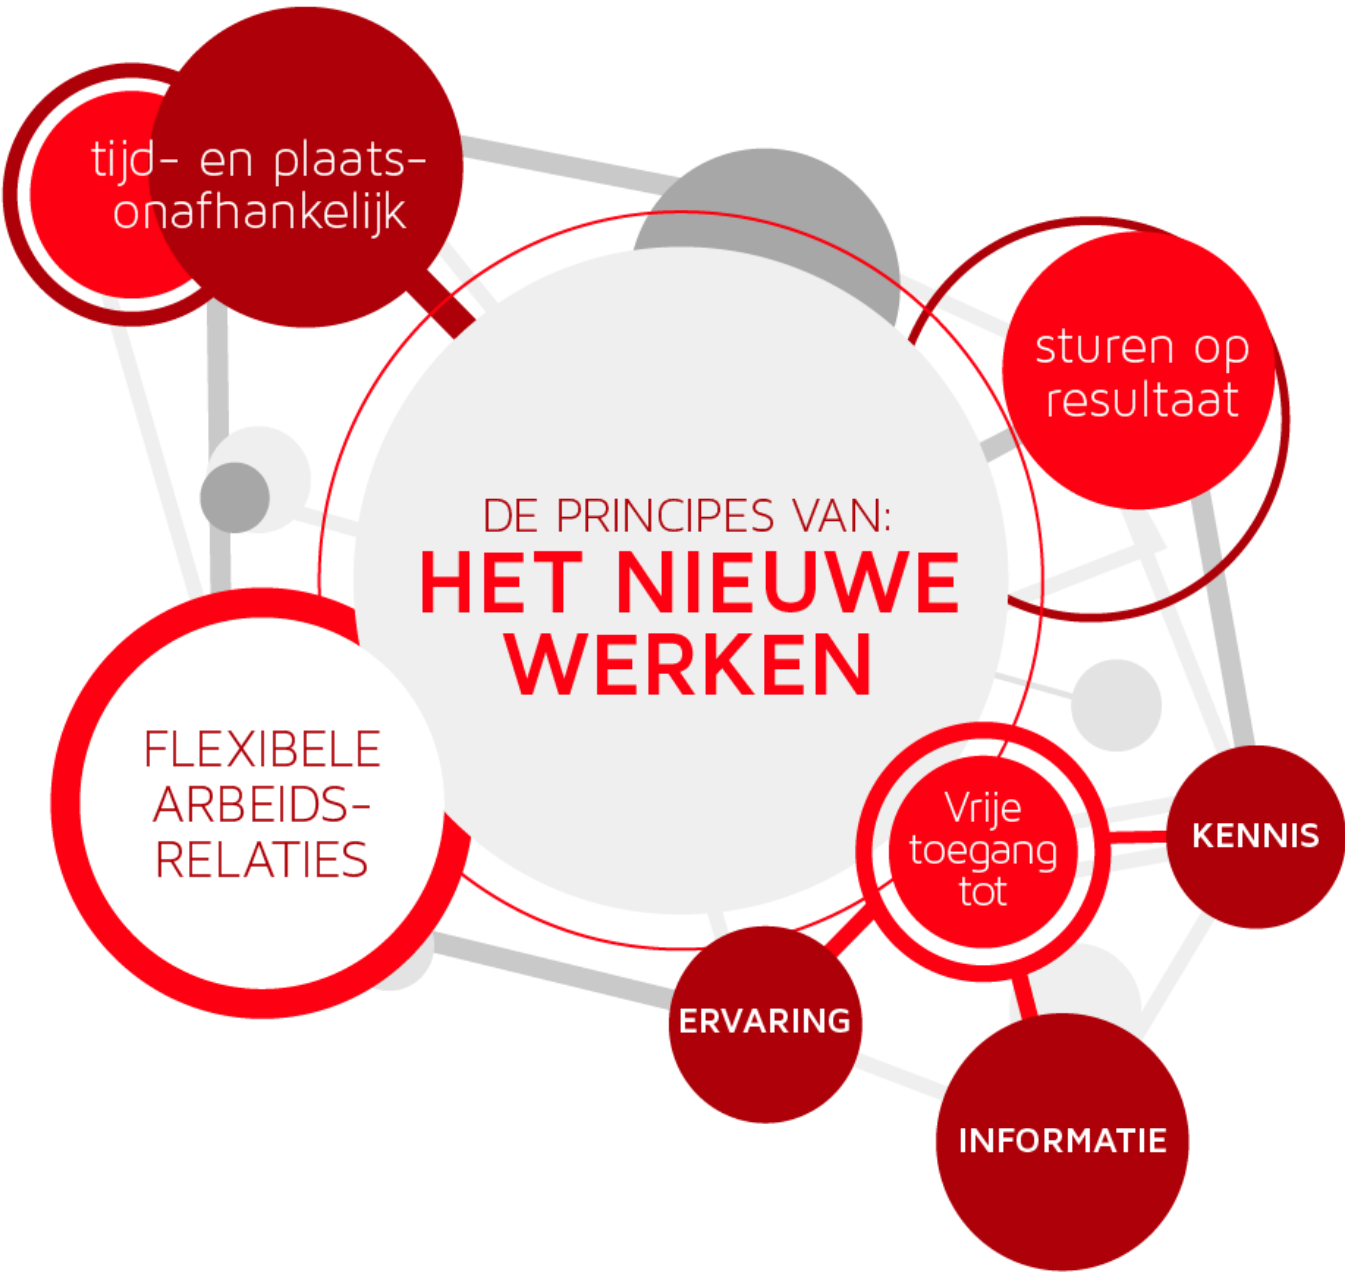 tijd- en plaats-
onafhankelijk
sturen op
resultaat
DE PRINCIPES VAN:
HET NIEUWE
WERKEN
FLEXIBELE
ARBEIDS-
RELATIES
Vrije
toegang
tot
KENNIS
ERVARING
INFORMATIE